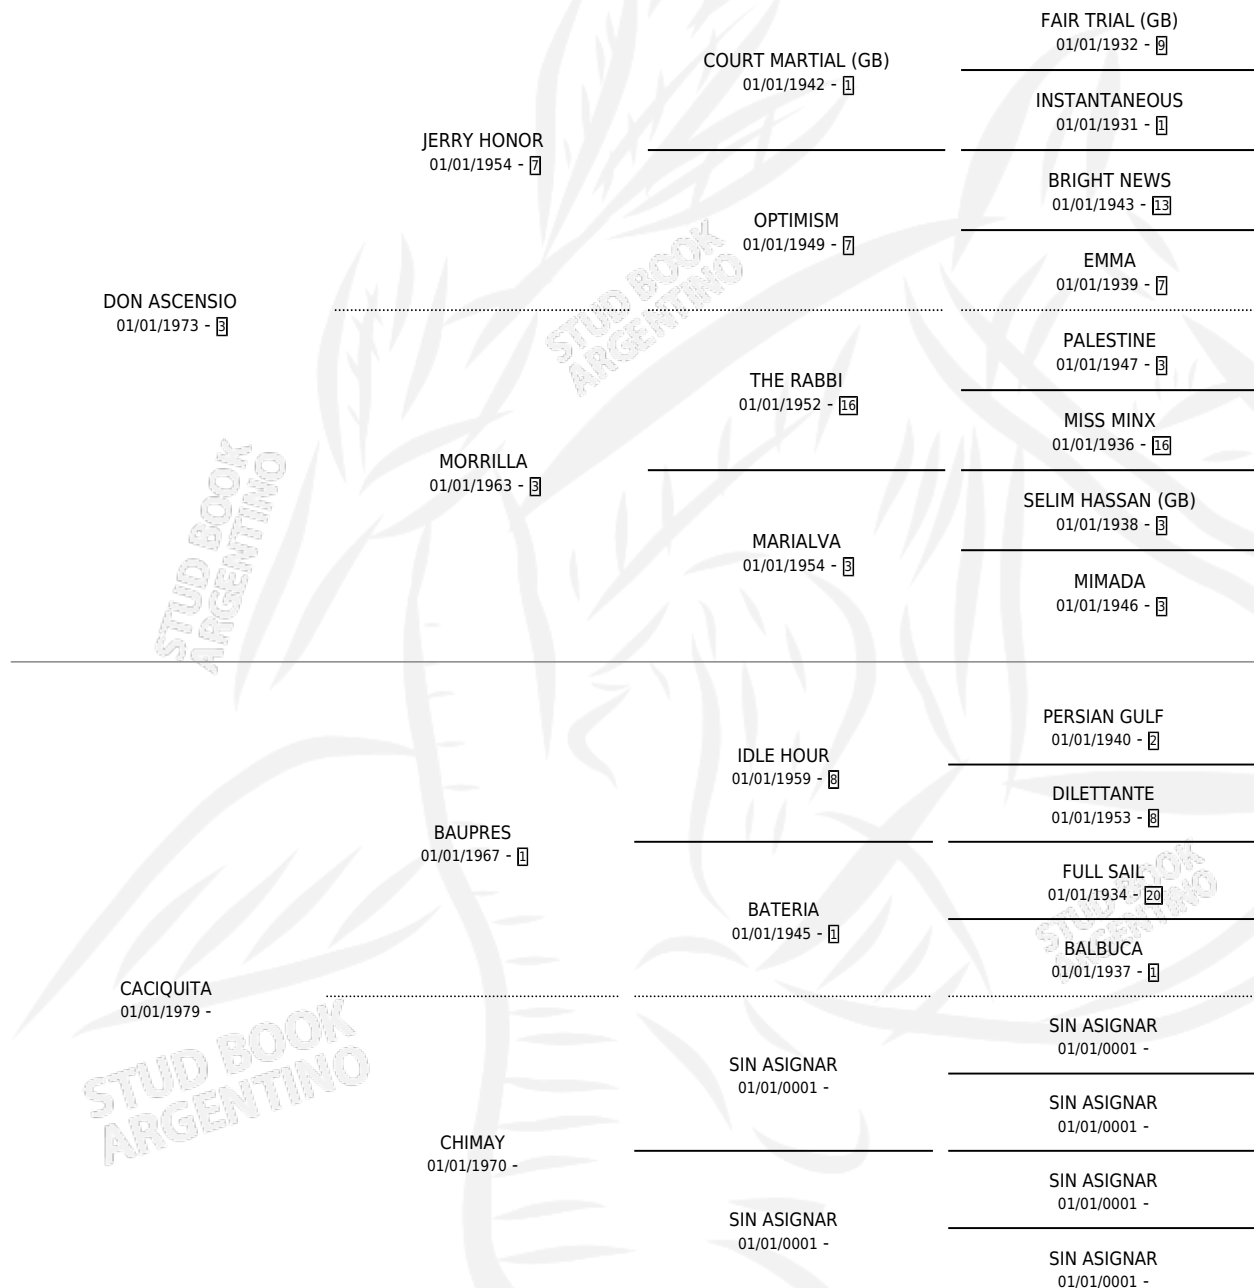 FAIR TRIAL (GB)
01/01/1932 - 9
COURT MARTIAL (GB)
01/01/1942 - 1
INSTANTANEOUS
01/01/1931 - 1
JERRY HONOR
01/01/1954 - 7
BRIGHT NEWS
01/01/1943 - 13
OPTIMISM
01/01/1949 - 7
EMMA
01/01/1939 - 7
DON ASCENSIO
01/01/1973 - 3
PALESTINE
01/01/1947 - 3
THE RABBI
01/01/1952 - 16
MISS MINX
01/01/1936 - 16
MORRILLA
01/01/1963 - 3
SELIM HASSAN (GB)
01/01/1938 - 3
MARIALVA
01/01/1954 - 3
MIMADA
01/01/1946 - 3
PERSIAN GULF
01/01/1940 - 2
IDLE HOUR
01/01/1959 - 8
DILETTANTE
01/01/1953 - 8
BAUPRES
01/01/1967 - 1
FULL SAIL
01/01/1934 - 20
BATERIA
01/01/1945 - 1
BALBUCA
01/01/1937 - 1
CACIQUITA
01/01/1979 -
SIN ASIGNAR
01/01/0001 -
SIN ASIGNAR
01/01/0001 -
SIN ASIGNAR
01/01/0001 -
CHIMAY
01/01/1970 -
SIN ASIGNAR
01/01/0001 -
SIN ASIGNAR
01/01/0001 -
SIN ASIGNAR
01/01/0001 -
STUD BOOK
ARGENTINO
STUD BOOK
ARGENTINO
STUD BOOK
ARGENTINO
STUD BOOK
ARGENTINO